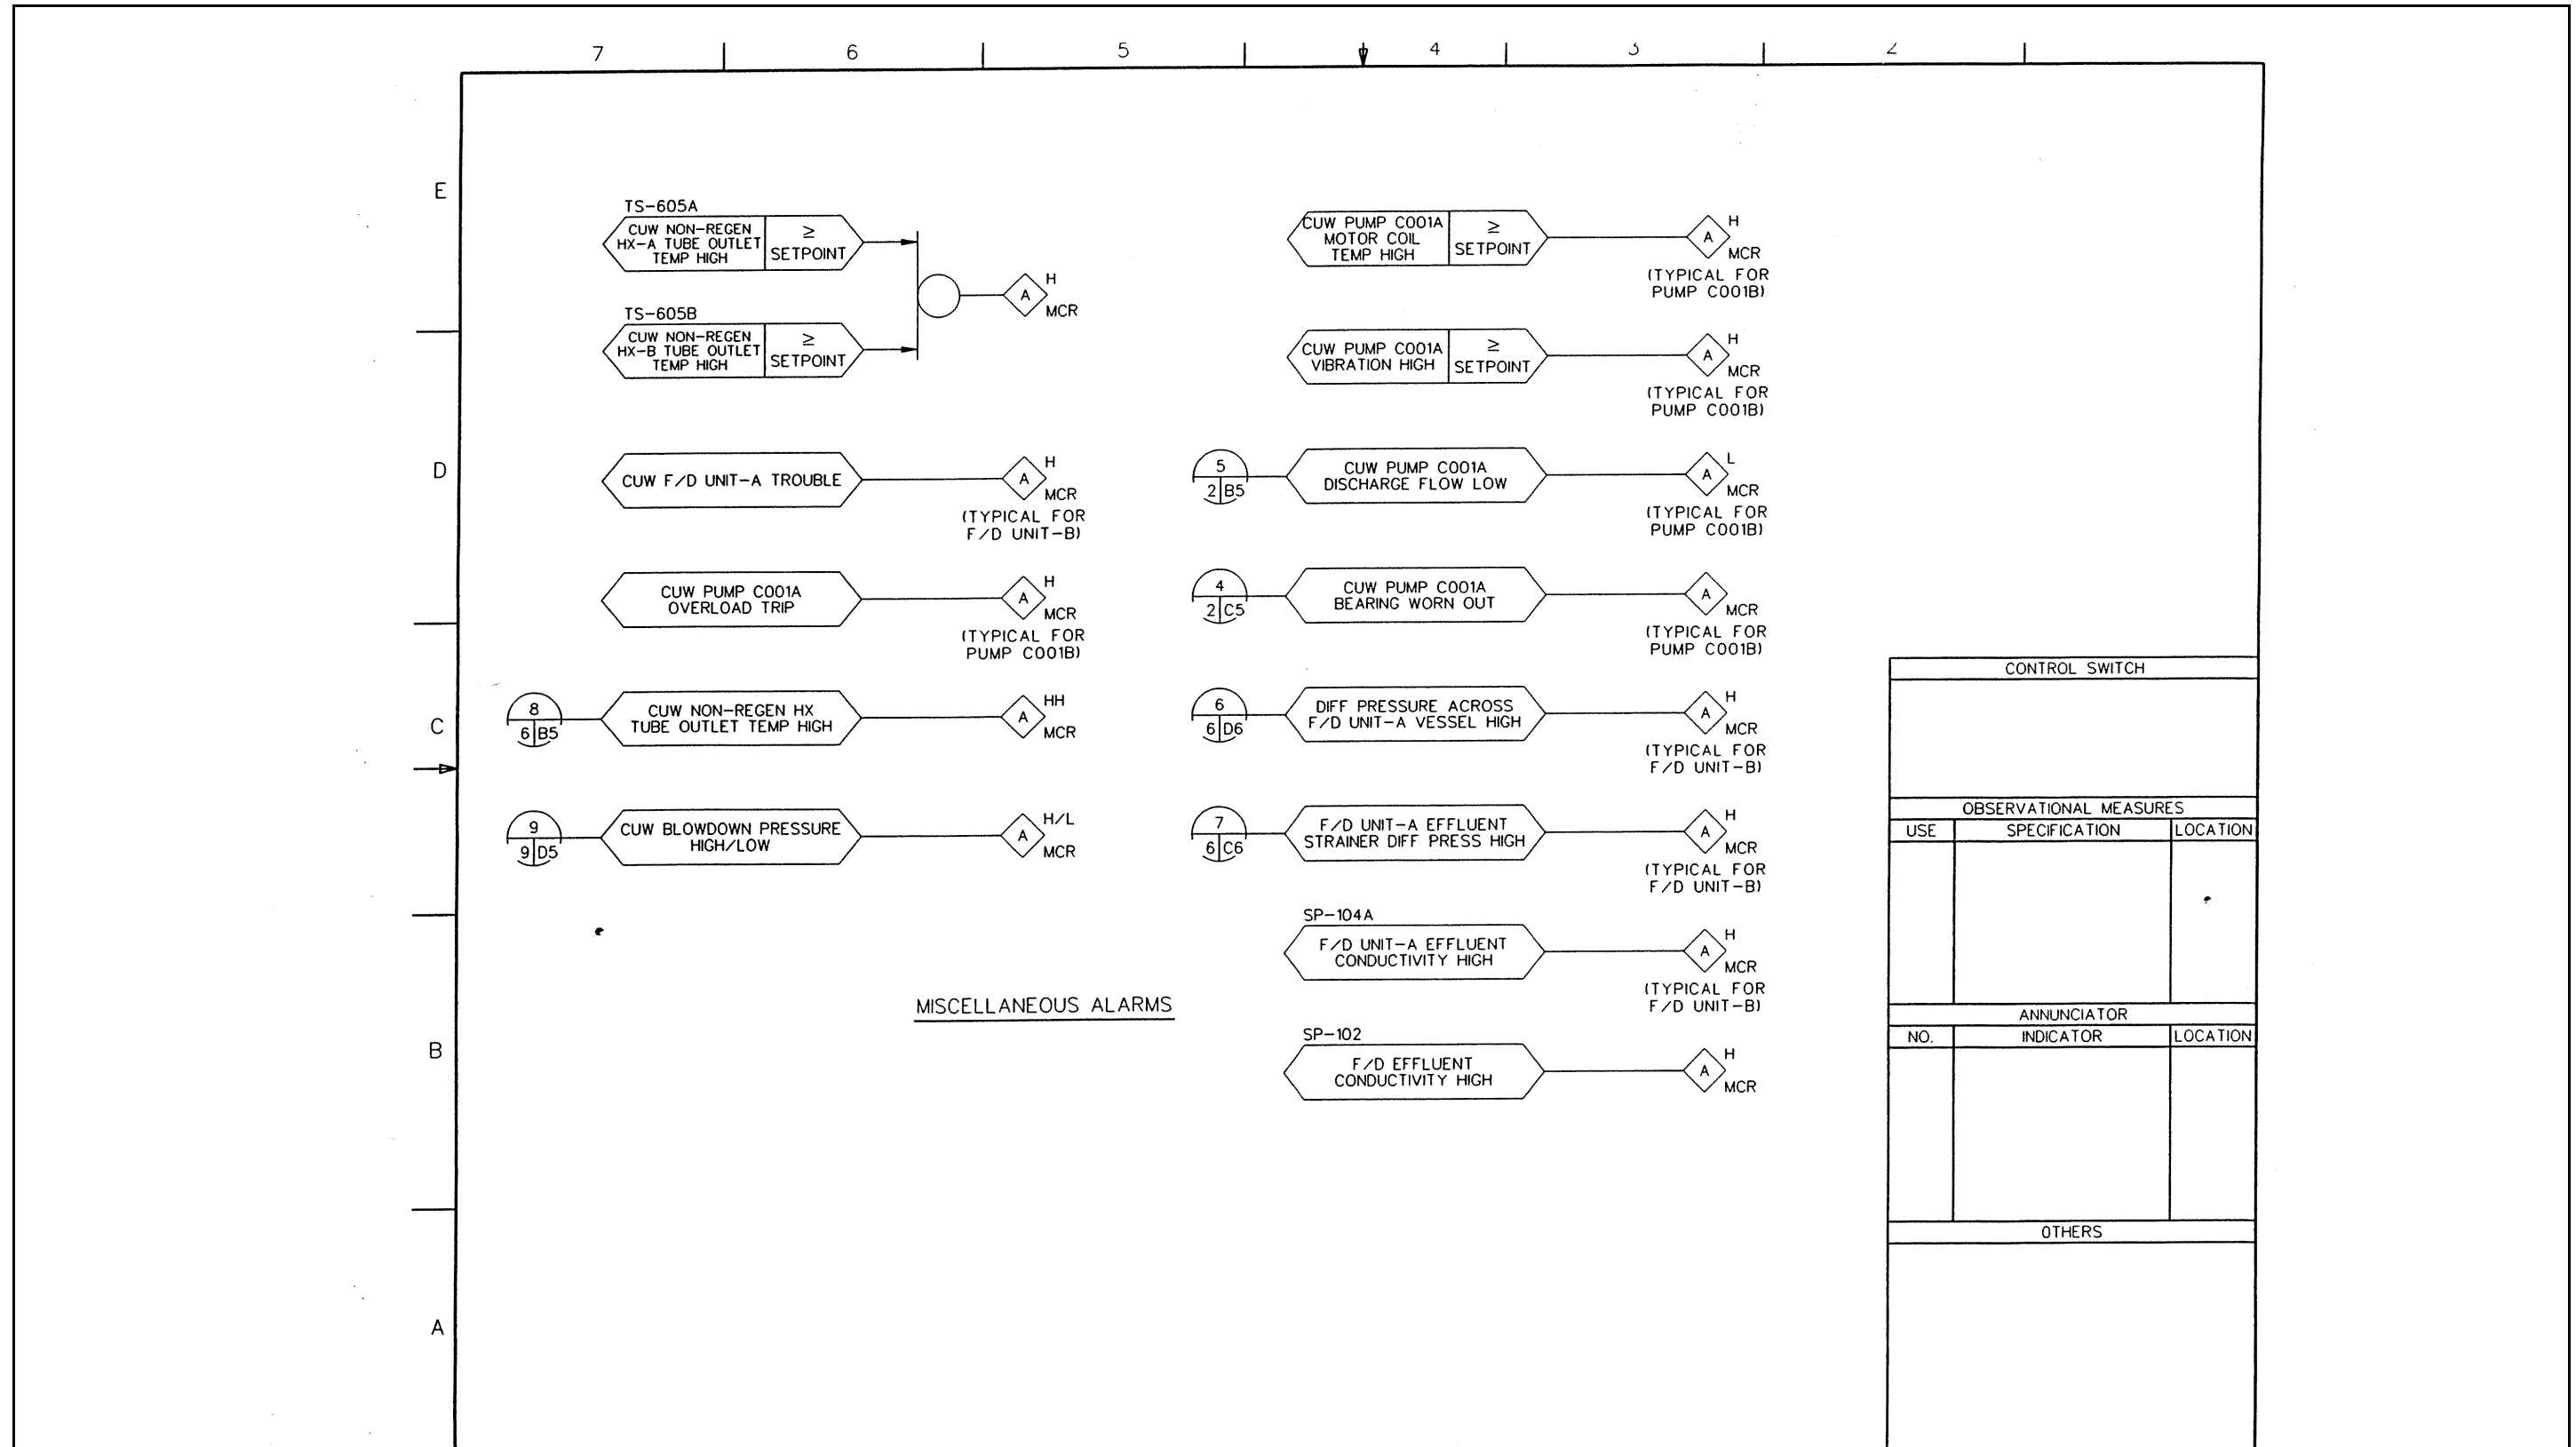 7 6 5 4 3 2
E
D
C
B
A
TS-605A
CUW NON-REGEN
HX-A TUBE OUTLET
TEMP HIGH
≥
SETPOINT
TS-605B
CUW NON-REGEN
HX-B TUBE OUTLET
TEMP HIGH
≥
SETPOINT
A
H
MCR
CUW F/D UNIT-A TROUBLE
A
H
MCR
(TYPICAL FOR
F/D UNIT-B)
CUW PUMP C001A
OVERLOAD TRIP
A
H
MCR
(TYPICAL FOR
PUMP C001B)
8
6 B5
CUW NON-REGEN HX
TUBE OUTLET TEMP HIGH
A
HH
MCR
9
9 D5
CUW BLOWDOWN PRESSURE
HIGH/LOW
A
H/L
MCR
MISCELLANEOUS ALARMS
CUW PUMP C001A
MOTOR COIL
TEMP HIGH
≥
SETPOINT
A
H
MCR
(TYPICAL FOR
PUMP C001B)
CUW PUMP C001A
VIBRATION HIGH
≥
SETPOINT
A
H
MCR
(TYPICAL FOR
PUMP C001B)
5
2 B5
CUW PUMP C001A
DISCHARGE FLOW LOW
A
L
MCR
(TYPICAL FOR
PUMP C001B)
4
2 C5
CUW PUMP C001A
BEARING WORN OUT
A
MCR
(TYPICAL FOR
PUMP C001B)
6
6 D6
DIFF PRESSURE ACROSS
F/D UNIT-A VESSEL HIGH
A
H
MCR
(TYPICAL FOR
F/D UNIT-B)
7
6 C6
F/D UNIT-A EFFLUENT
STRAINER DIFF PRESS HIGH
A
H
MCR
(TYPICAL FOR
F/D UNIT-B)
SP-104A
F/D UNIT-A EFFLUENT
CONDUCTIVITY HIGH
A
H
MCR
(TYPICAL FOR
F/D UNIT-B)
SP-102
F/D EFFLUENT
CONDUCTIVITY HIGH
A
H
MCR
CONTROL SWITCH
OBSERVATIONAL MEASURES
USE SPECIFICATION LOCATION
ANNUNCIATOR
NO. INDICATOR LOCATION
OTHERS